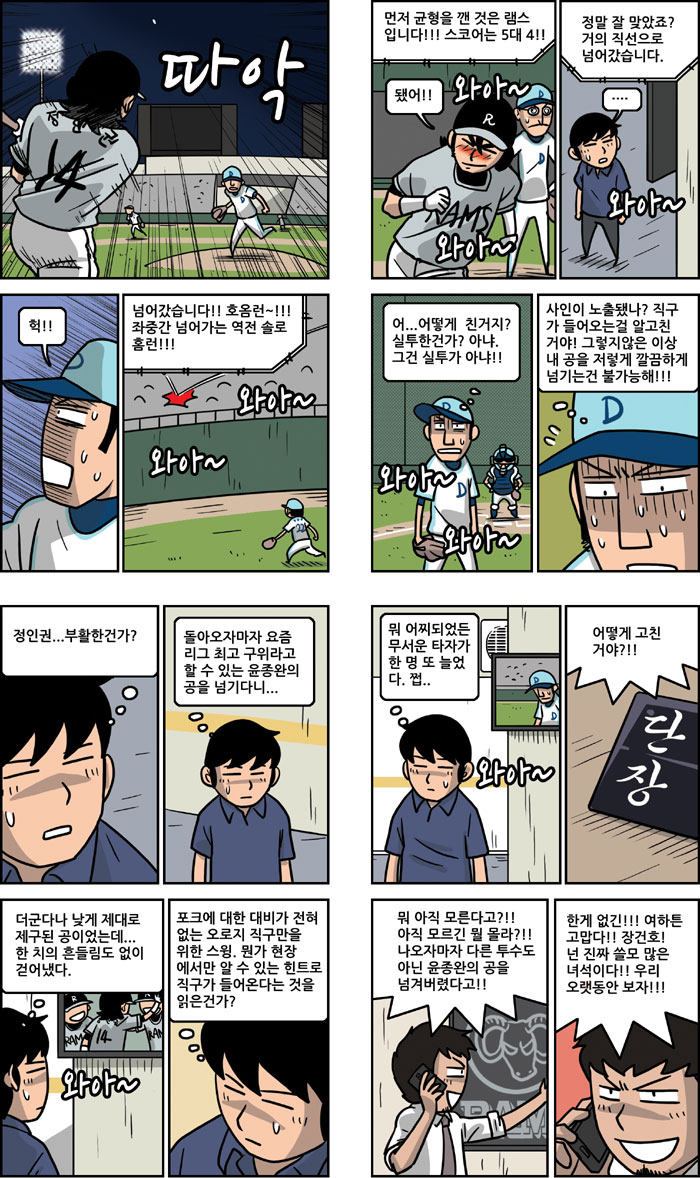 따악
정인권
14
헉!!
넘어갔습니다!! 호옴런~!!!
좌중간 넘어가는 역전 솔로
홈런!!!
와아~
와아~
먼저 균형을 깬 것은 램스
입니다!!! 스코어는 5대 4!!
됐어!!
와아~
R
D
D
RAMS
와아~
정말 잘 맞았죠?
거의 직선으로
넘어갔습니다.
....
와아~
어...어떻게 친거지?
실투한건가? 아냐.
그건 실투가 아냐!!
D
와아~
D
와아~
사인이 노출됐나? 직구
가 들어오는걸 알고친
거야! 그렇지않은 이상
내 공을 저렇게 깔끔하게
넘기는건 불가능해!!!
D
정인권...부활한건가?
돌아오자마자 요즘
리그 최고 구위라고
할 수 있는 윤종완의
공을 넘기다니...
더군다나 낮게 제대로
제구된 공이었는데...
한 치의 흔들림도 없이
걷어냈다.
R
RAM
14
R
RAMS
와아~
포크에 대한 대비가 전혀
없는 오로지 직구만을
위한 스윙. 뭔가 현장
에서만 알 수 있는 힌트로
직구가 들어온다는 것을
읽은건가?
뭐 어찌되었든
무서운 타자가
한 명 또 늘었
다. 쩝..
D
와아~
어떻게 고친
거야?!!
단장
뭐 아직 모른다고?!!
아직 모르긴 뭘 몰라?!!
나오자마자 다른 투수도
아닌 윤종완의 공을
넘겨버렸다고!!
RAMS
한게 없긴!!! 여하튼
고맙다!! 장건호!
넌 진짜 쓸모 많은
녀석이다!! 우리
오랫동안 보자!!!